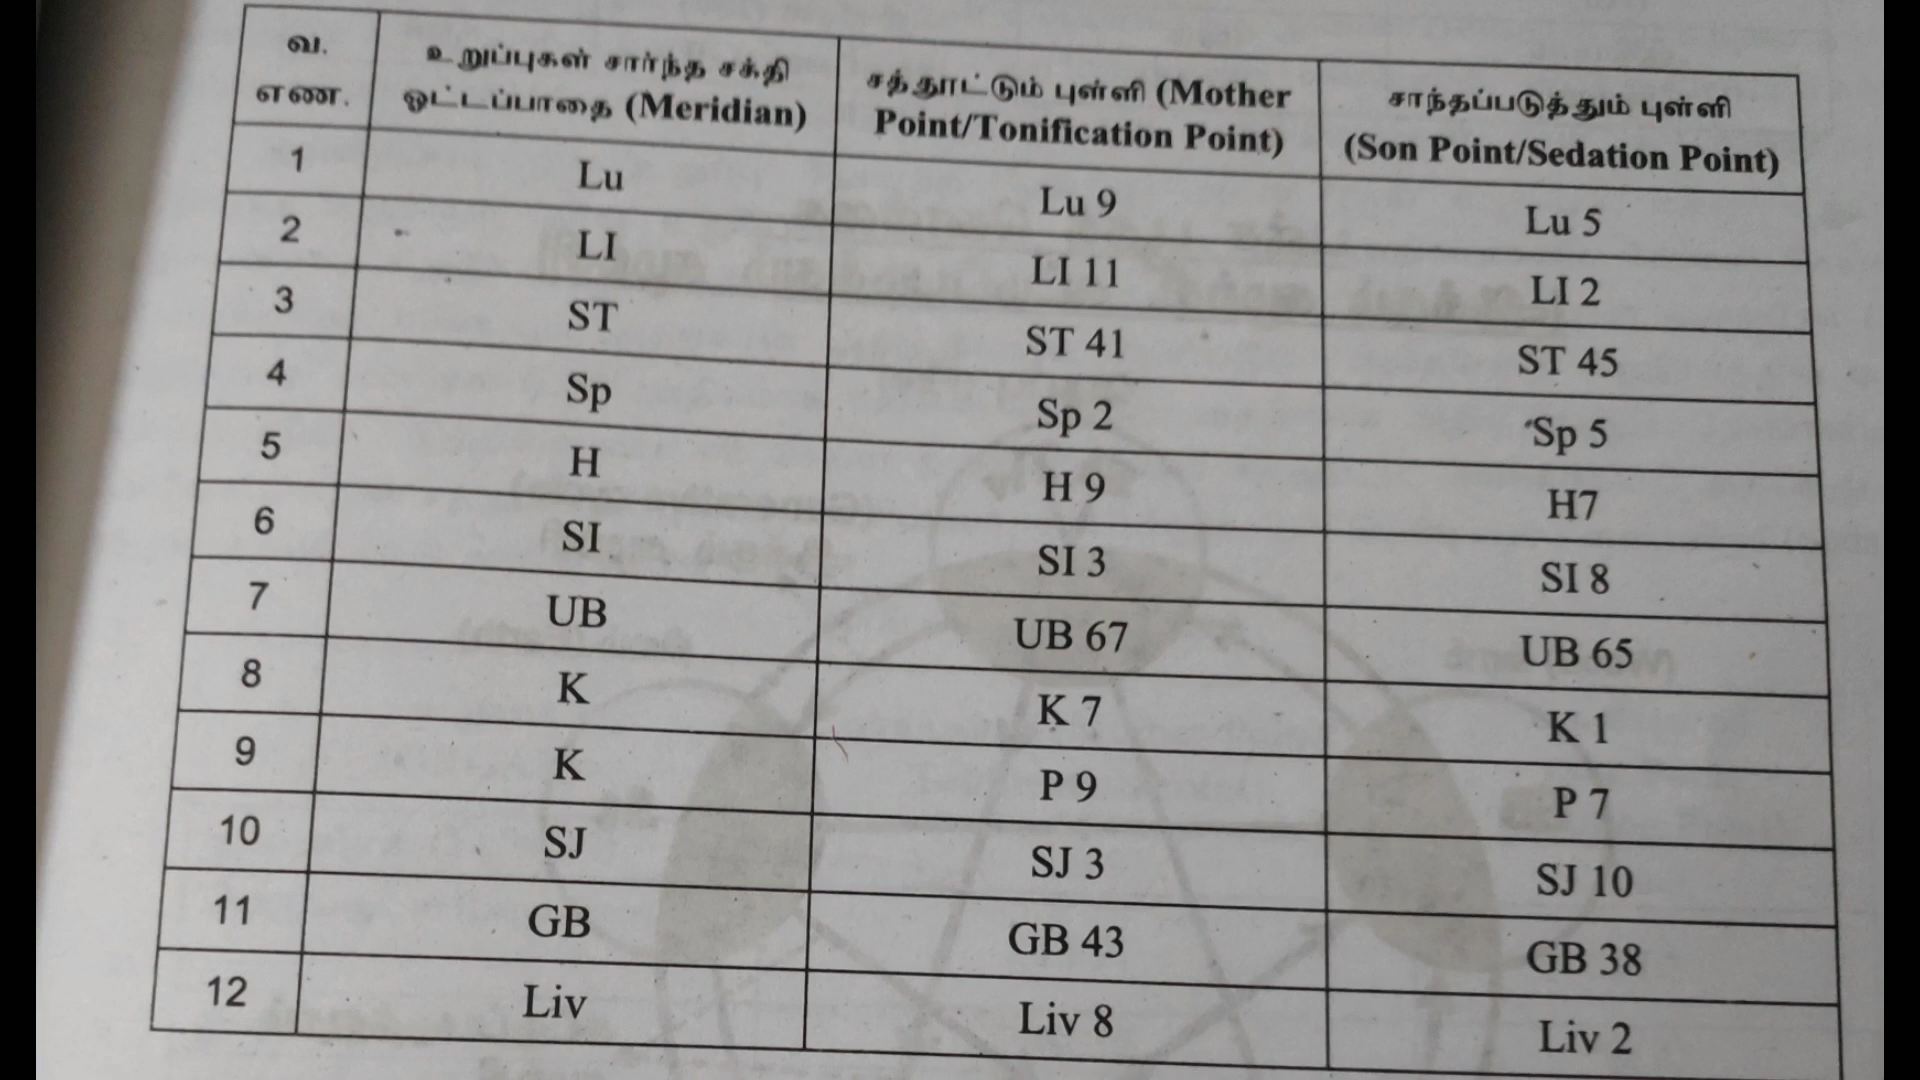 வ. எண். உறுப்புகள் சார்ந்த சக்தி ஓட்டப்பாதை (Meridian) சத்தூட்டும் புள்ளி (Mother Point/Tonification Point) சாந்தப்படுத்தும் புள்ளி (Son Point/Sedation Point)
1 Lu Lu 9 Lu 5
2 LI LI 11 LI 2
3 ST ST 41 ST 45
4 Sp Sp 2 Sp 5
5 H H 9 H7
6 SI SI 3 SI 8
7 UB UB 67 UB 65
8 K K 7 K 1
9 K P 9 P 7
10 SJ SJ 3 SJ 10
11 GB GB 43 GB 38
12 Liv Liv 8 Liv 2